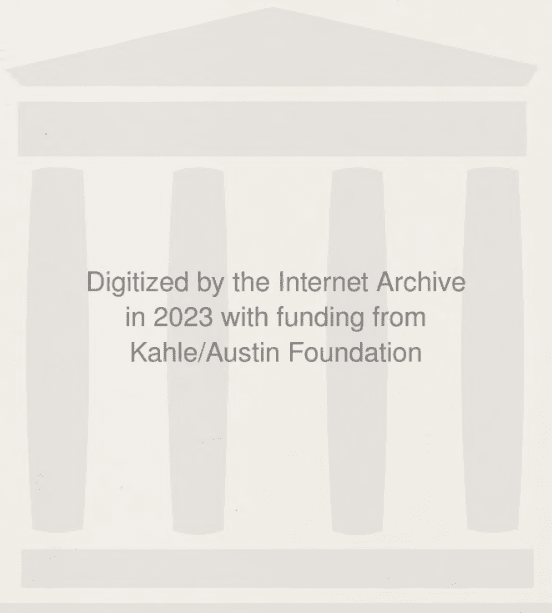 Digitized by the Internet Archive
in 2023 with funding from
Kahle/Austin Foundation